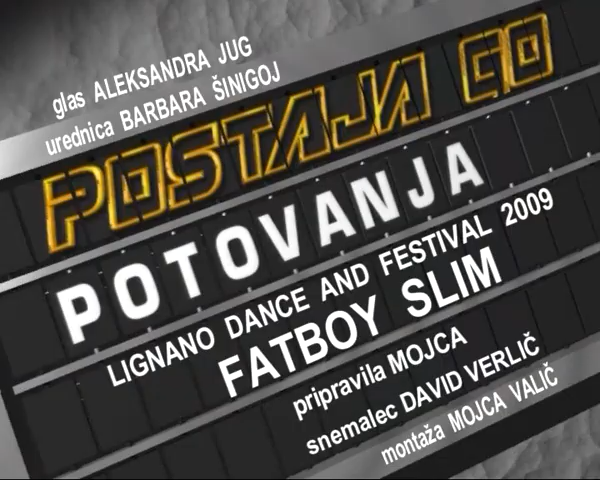 glas ALEKSANDRA JUG
urednica BARBARA ŠINIGOJ
POSTAJA GO
POTOVANJA
LIGNANO DANCE AND FESTIVAL 2009
FATBOY SLIM
pripravila MOJCA
snemalec DAVID VERLIČ
montaža MOJCA VALIČ